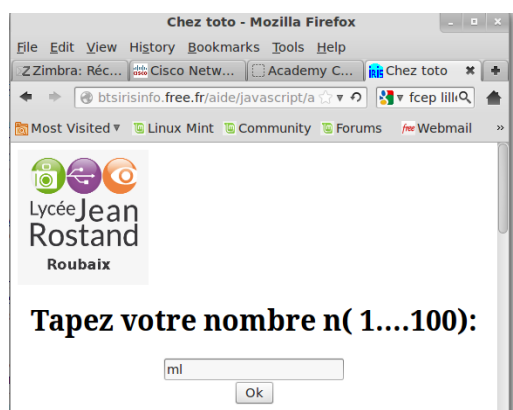 Chez toto - Mozilla Firefox
File Edit View History Bookmarks Tools Help
Z Zimbra: Réc... Cisco Netw... Academy C... IRIS Chez toto
btsirisinfo.free.fr/aide/javascript/a fcep lill
Most Visited Linux Mint Community Forums free Webmail »
Lycée Jean
Rostand
Roubaix
Tapez votre nombre n( 1....100):
ml
Ok